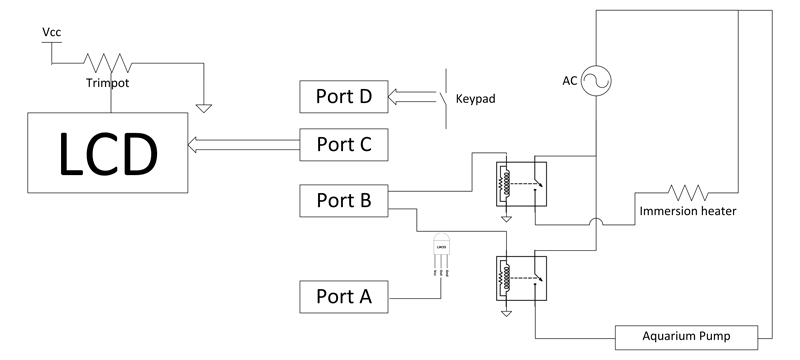 Vcc
Trimpot
LCD
Port D
Keypad
Port C
Port B
Port A
LM35
AC
Immersion heater
Aquarium Pump